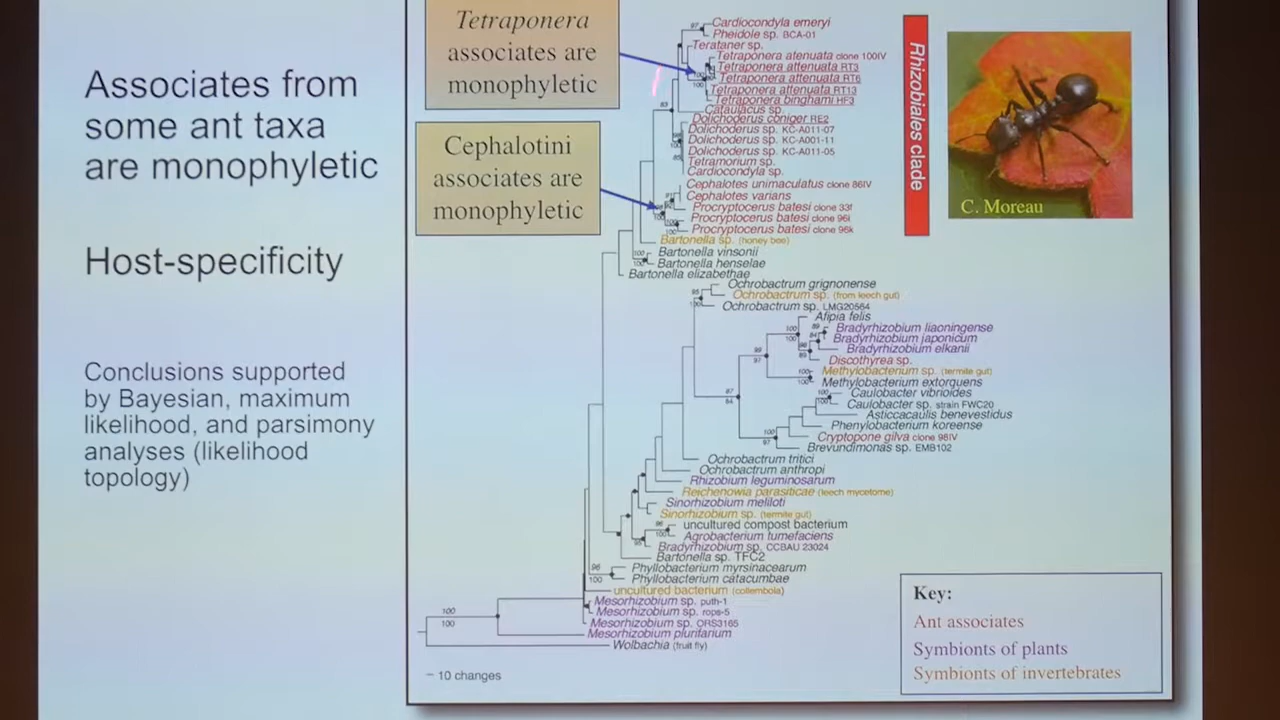 Associates from
some ant taxa
are monophyletic
Host-specificity
Conclusions supported
by Bayesian, maximum
likelihood, and parsimony
analyses (likelihood
topology)
Tetraponera
associates are
monophyletic
Cephalotini
associates are
monophyletic
Cardiocondyla emeryi
Pheidole sp. BCA-01
Terataner sp.
Tetraponera atenuata clone 100IV
Tetraponera attenuata RT3
Tetraponera attenuata RT6
Tetraponera attenuata RT13
Tetraponera binghami HF3
Cataulacus sp.
Dolichoderus coniger RE2
Dolichoderus sp. KC-A011-07
Dolichoderus sp. KC-A001-11
Dolichoderus sp. KC-A011-05
Tetramorium sp.
Cardiocondyla sp.
Cephalotes unimaculatus clone 86IV
Cephalotes varians
Procryptocerus batesi clone 33f
Procryptocerus batesi clone 96i
Procryptocerus batesi clone 96k
Bartonella sp. (honey bee)
Bartonella vinsonii
Bartonella henselae
Bartonella elizabethae
Ochrobactrum grignonense
Ochrobactrum sp. (from leech gut)
Ochrobactrum sp. LMG20564
Afipia felis
Bradyrhizobium liaoningense
Bradyrhizobium japonicum
Bradyrhizobium elkanii
Discothyrea sp.
Methylobacterium sp. (termite gut)
Methylobacterium extorquens
Caulobacter vibrioides
Caulobacter sp. strain FWC20
Asticcacaulis benevestidus
Phenylobacterium koreense
Cryptopone gilva clone 98IV
Brevundimonas sp. EMB102
Ochrobactrum tritici
Ochrobactrum anthropi
Rhizobium leguminosarum
Reichenowia parasiticae (leech mycetome)
Sinorhizobium meliloti
Sinorhizobium sp. (termite gut)
uncultured compost bacterium
Agrobacterium tumefaciens
Bradyrhizobium sp. CCBAU 23024
Bartonella sp. TFC2
Phyllobacterium myrsinacearum
Phyllobacterium catacumbae
uncultured bacterium (collembola)
Mesorhizobium sp. puth-1
Mesorhizobium sp. rops-5
Mesorhizobium sp. ORS3165
Mesorhizobium plurifarium
Wolbachia (fruit fly)
10 changes
Rhizobiales clade
C. Moreau
Key:
Ant associates
Symbionts of plants
Symbionts of invertebrates